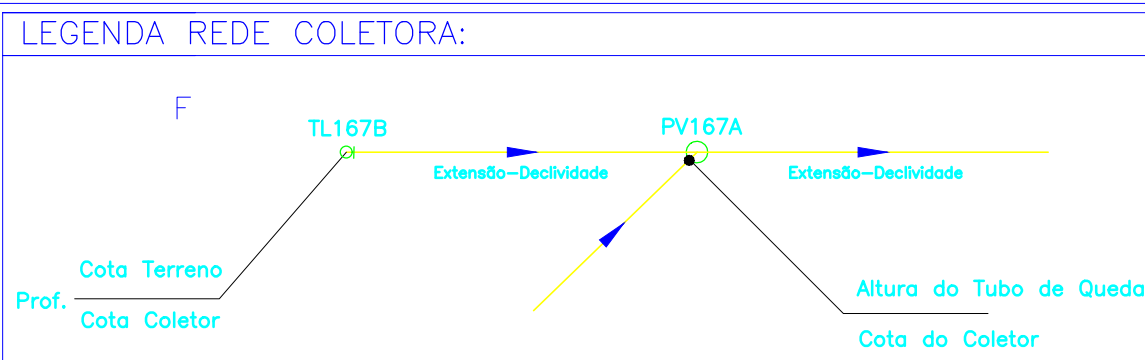 LEGENDA REDE COLETORA:
F
TL167B
PV167A
Extensão-Declividade
Extensão-Declividade
Cota Terreno
Prof.
Cota Coletor
Altura do Tubo de Queda
Cota do Coletor